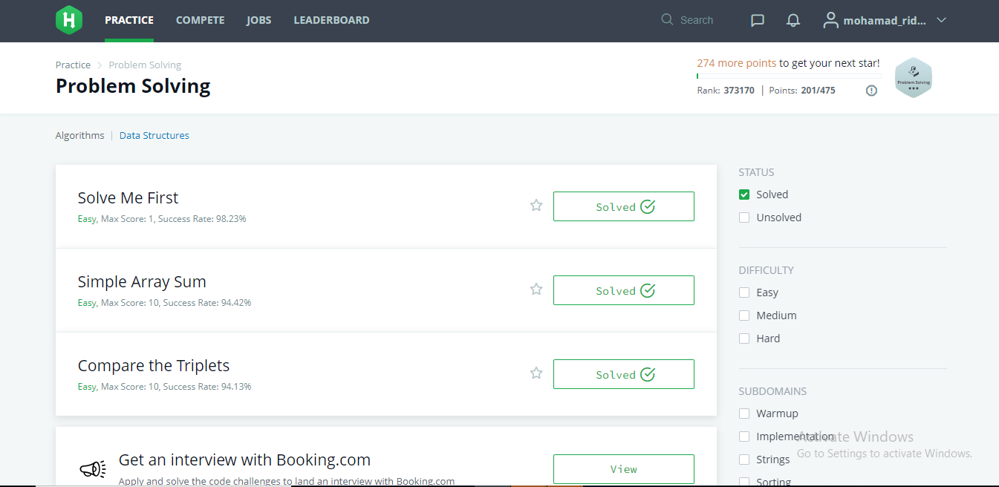 H PRACTICE COMPETE JOBS LEADERBOARD Search mohamad_rid...
Practice > Problem Solving
Problem Solving
274 more points to get your next star!
Rank: 373170 | Points: 201/475
Problem Solving
Algorithms | Data Structures
Solve Me First
Easy, Max Score: 1, Success Rate: 98.23%
Solved
Simple Array Sum
Easy, Max Score: 10, Success Rate: 94.42%
Solved
Compare the Triplets
Easy, Max Score: 10, Success Rate: 94.13%
Solved
Get an interview with Booking.com
Apply and solve the code challenges to land an interview with Booking.com
View
STATUS
Solved
Unsolved
DIFFICULTY
Easy
Medium
Hard
SUBDOMAINS
Warmup
Implementation
Strings
Sorting
Activate Windows
Go to Settings to activate Windows.